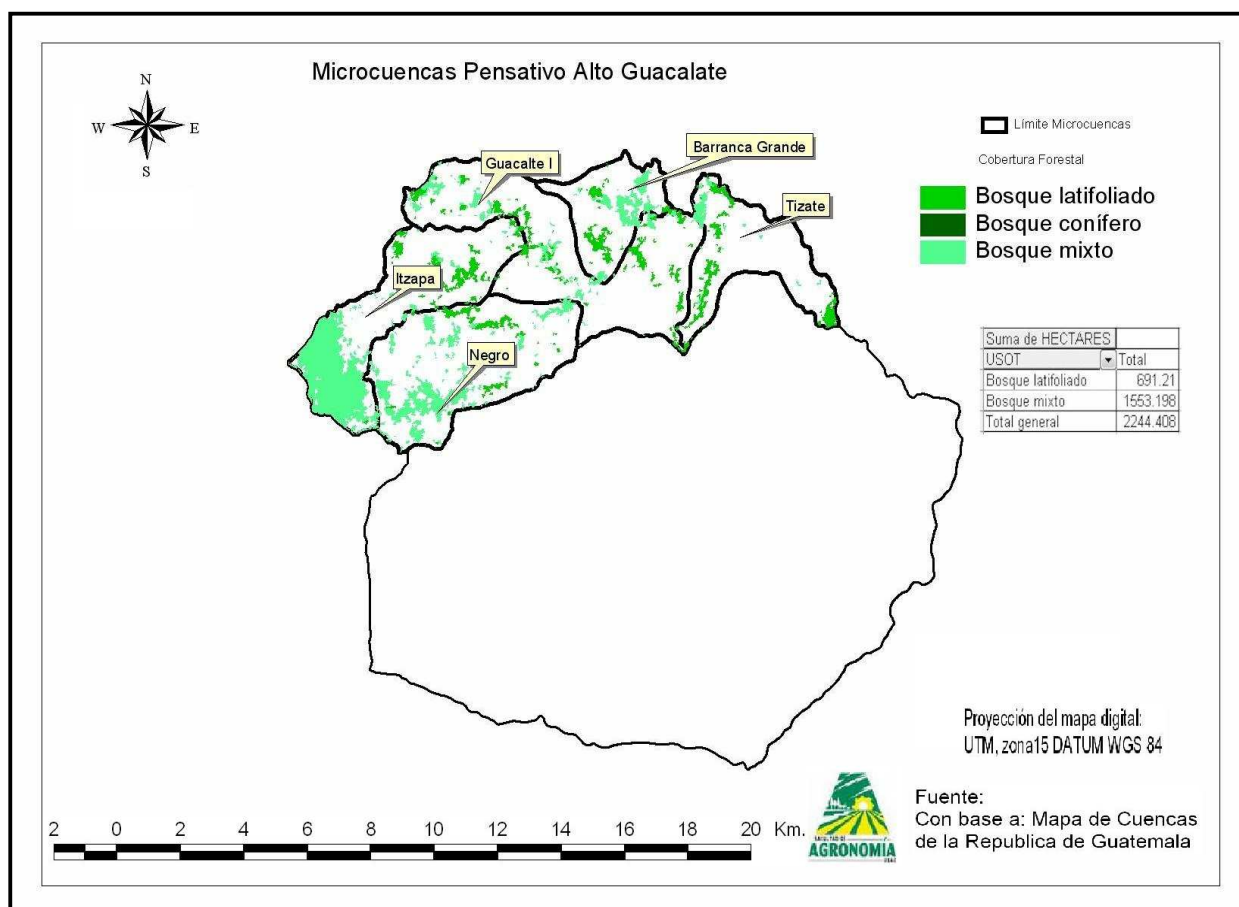 Microcuencas Pensativo Alto Guacalate
N
W E
S
Guacalte I
Barranca Grande
Tizate
Itzapa
Negro
Límite Microcuencas
Cobertura Forestal
Bosque latifoliado
Bosque conífero
Bosque mixto
Suma de HECTARES
USOT Total
Bosque latifoliado 691.21
Bosque mixto 1553.198
Total general 2244.408
Proyección del mapa digital:
UTM, zona15 DATUM WGS 84
2 0 2 4 6 8 10 12 14 16 18 20 Km.
FACULTAD DE
AGRONOMIA
USAC
Fuente:
Con base a: Mapa de Cuencas
de la Republica de Guatemala